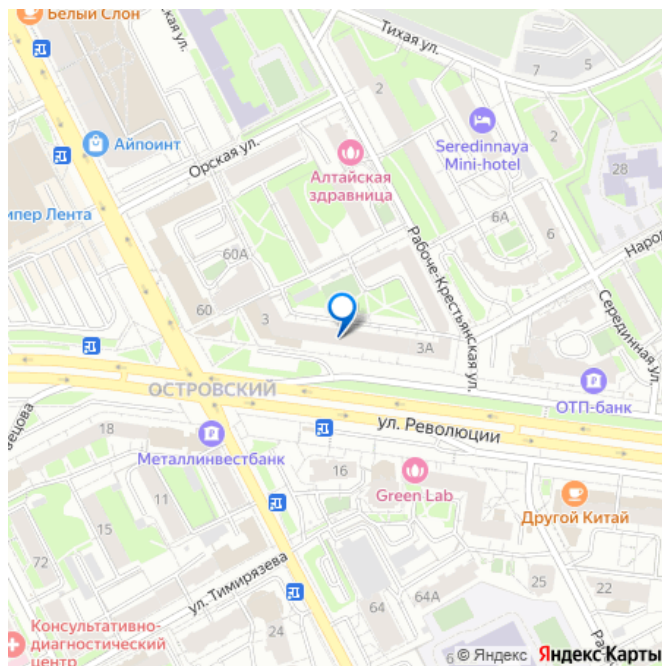 Белый Слон
Тихая ул.
7
5
2
Айпоинт
Орская ул.
Seredinnaya
Mini-hotel
2
Алтайская
здравница
28
ипер Лента
6А
6
60А
Рабоче-Крестьянская ул.
Народ
Серединная ул.
60
3
3А
ОСТРОВСКИЙ
ОТП-банк
ул. Революции
вецова
18
Металлинвестбанк
16
Green Lab
Другой Китай
11
15
72
ул. Тимирязева
25
22
64
64А
24
Консультативно-
диагностический
центр
© Яндекс Яндекс Карты